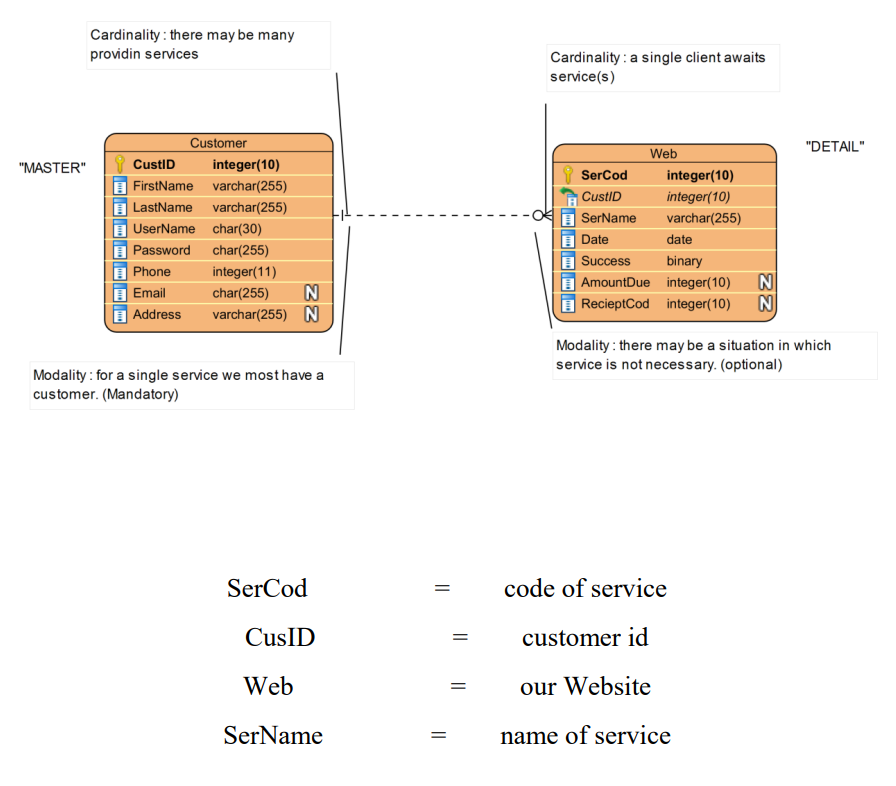 Cardinality : there may be many
providin services
Cardinality : a single client awaits
service(s)
"MASTER"
"DETAIL"
Customer
CustID integer(10)
FirstName varchar(255)
LastName varchar(255)
UserName char(30)
Password char(255)
Phone integer(11)
Email char(255) N
Address varchar(255) N
Web
SerCod integer(10)
CustID integer(10)
SerName varchar(255)
Date date
Success binary
AmountDue integer(10) N
RecieptCod integer(10) N
Modality : for a single service we most have a
customer. (Mandatory)
Modality : there may be a situation in which
service is not necessary. (optional)
SerCod = code of service
CusID = customer id
Web = our Website
SerName = name of service